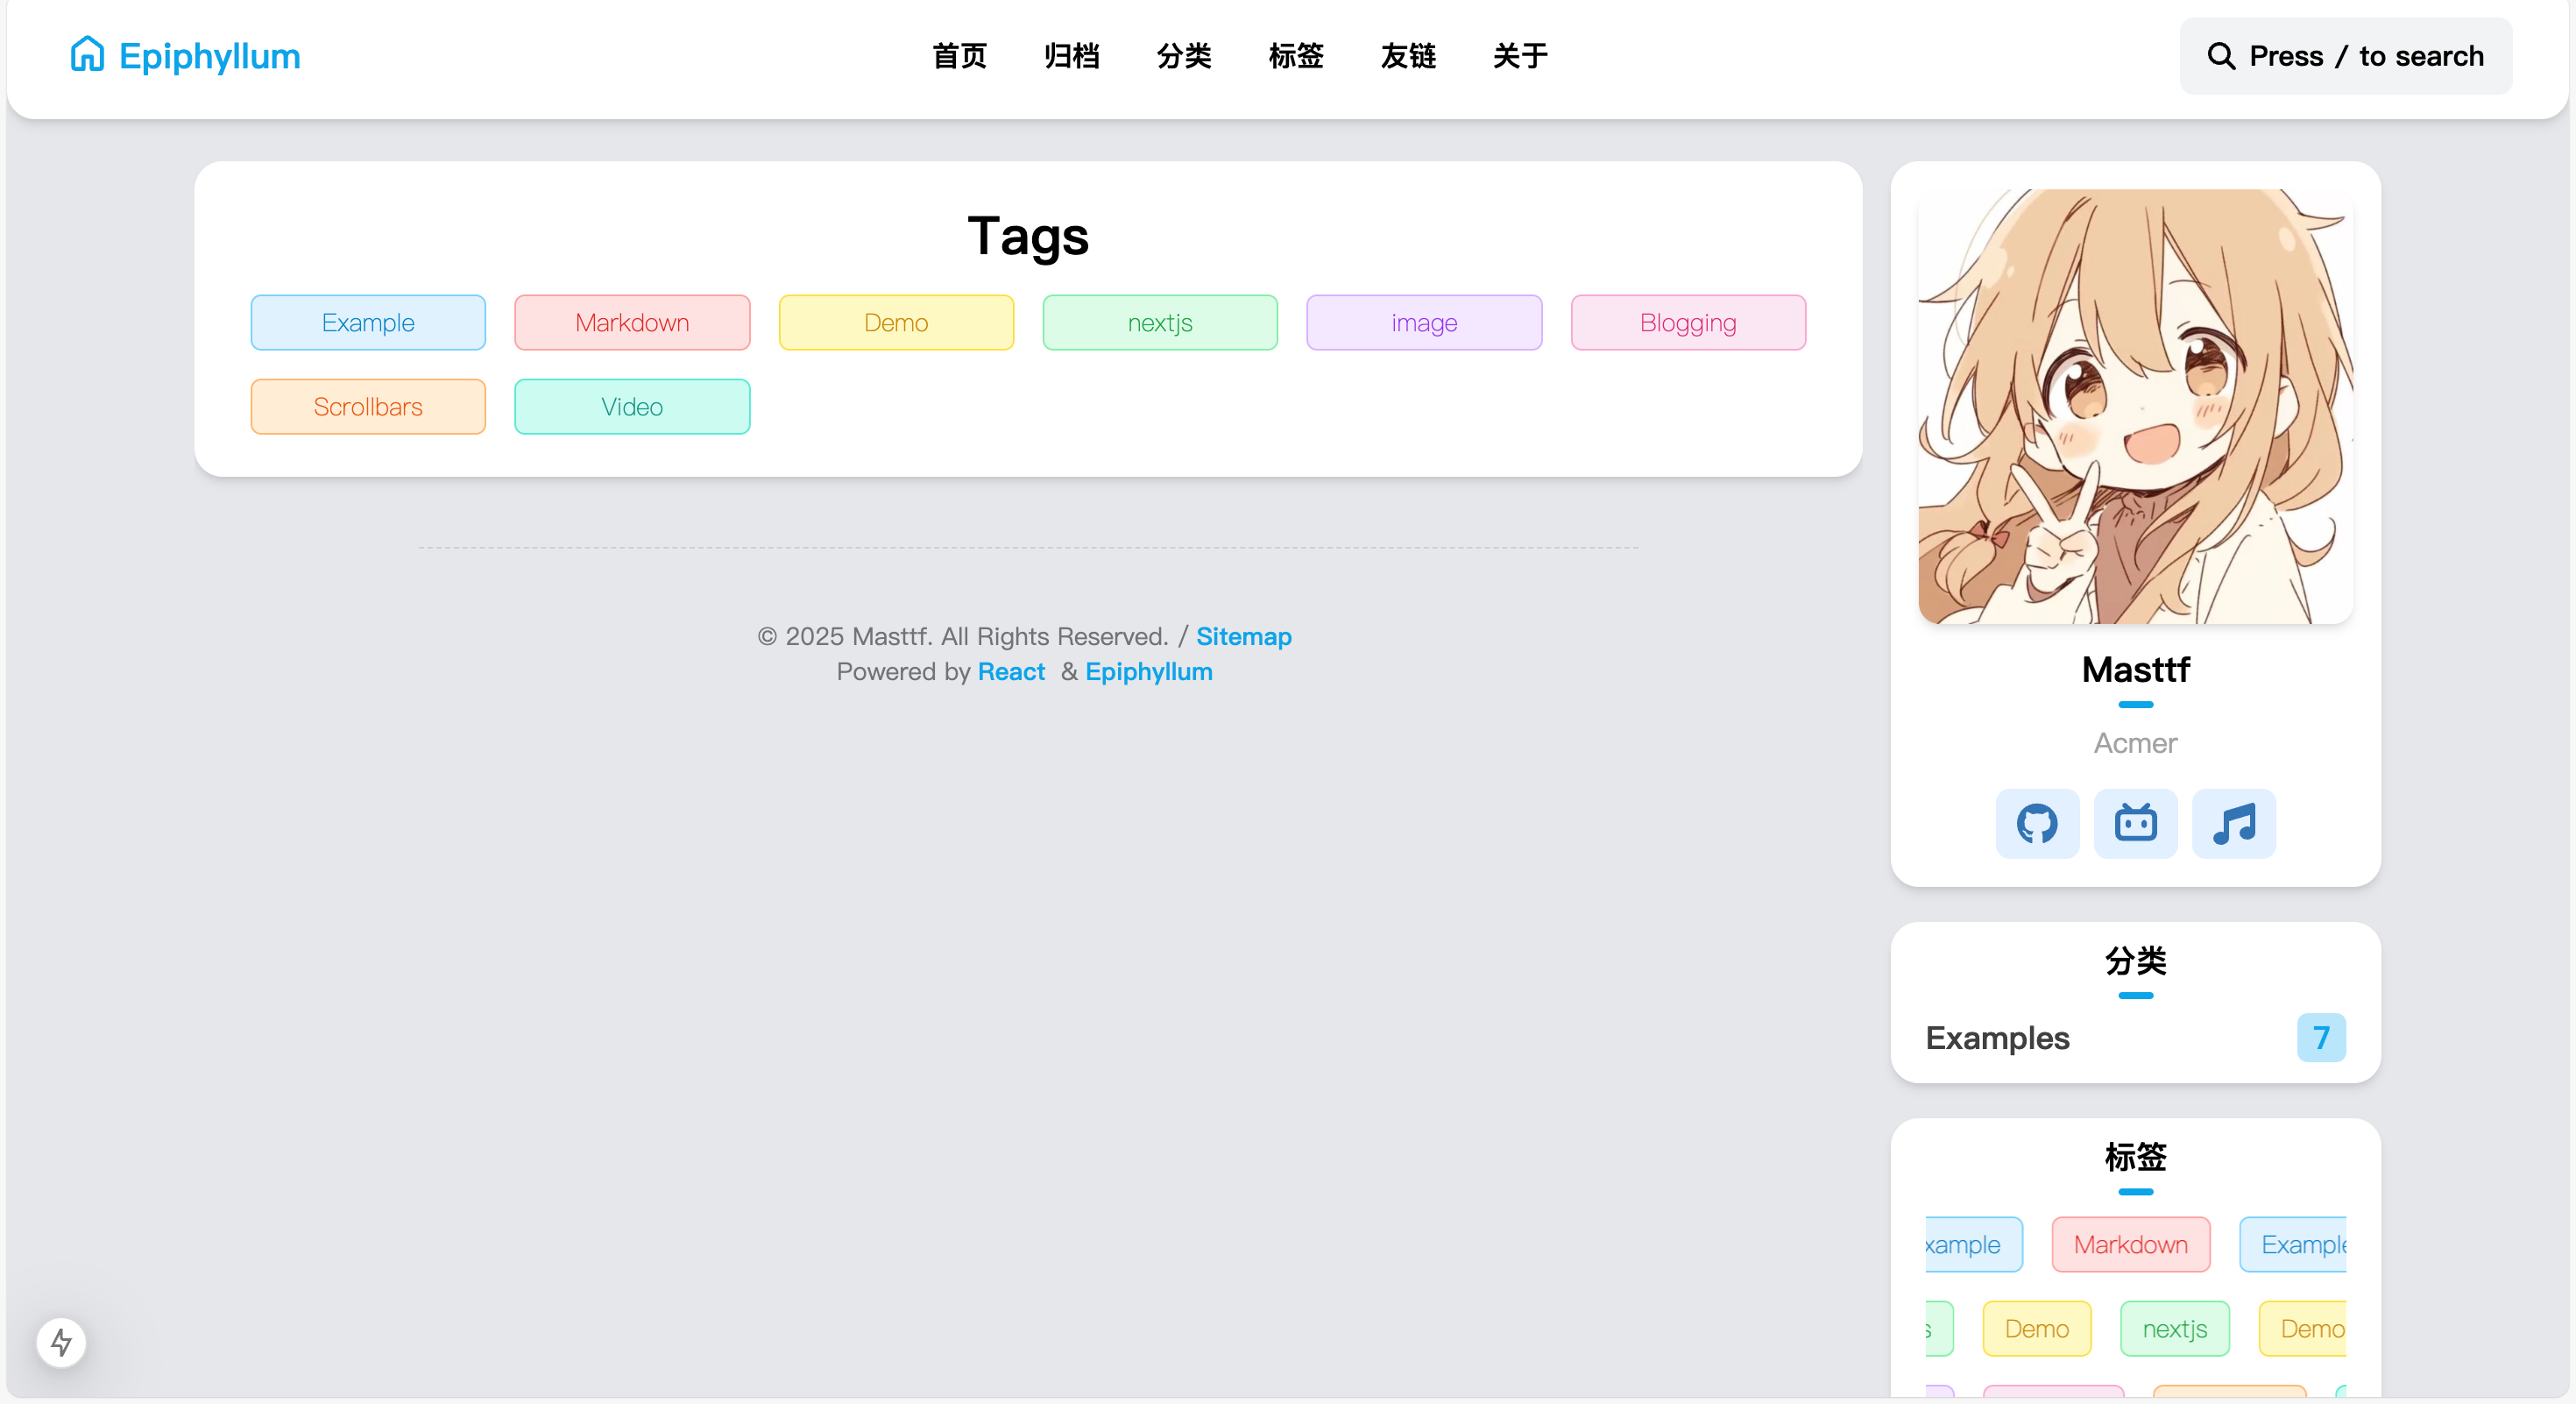 Epiphyllum
首页 归档 分类 标签 友链 关于
Press / to search
Tags
Example Markdown Demo nextjs image Blogging
Scrollbars Video
© 2025 Masttf. All Rights Reserved. / Sitemap
Powered by React & Epiphyllum
Masttf
Acmer
分类
Examples 7
标签
xample Markdown Example
s Demo nextjs Demo